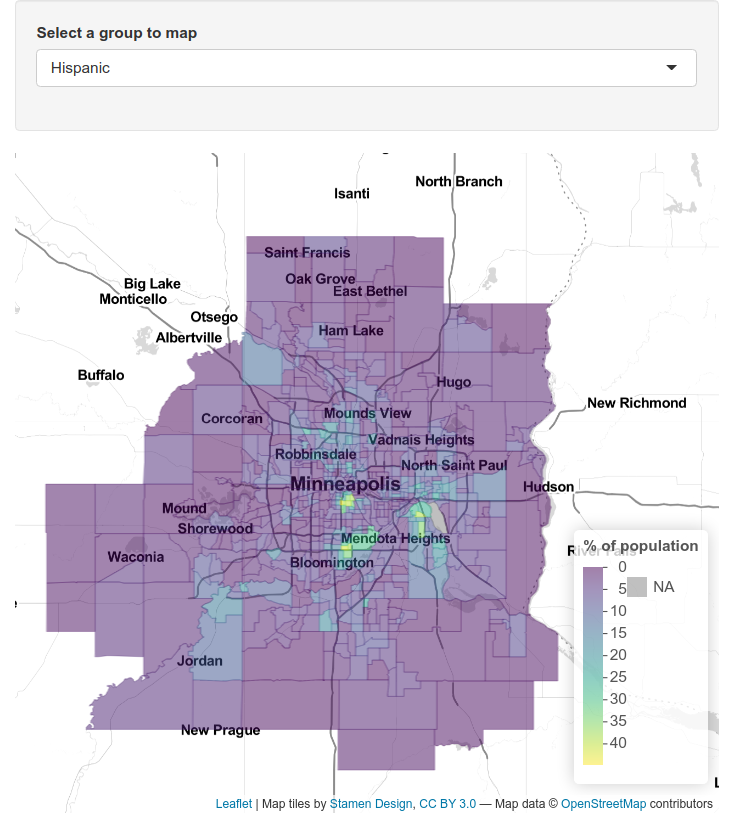 Select a group to map
Hispanic
North Branch
Isanti
Saint Francis
Oak Grove
Big Lake
East Bethel
Monticello
Otsego
Ham Lake
Albertville
Buffalo
Hugo
New Richmond
Mounds View
Corcoran
Vadnais Heights
Robbinsdale
North Saint Paul
Minneapolis
Hudson
Mound
Shorewood
Mendota Heights
Waconia
Bloomington
River Falls
% of population
0
NA
5
10
15
20
25
30
35
40
Jordan
New Prague
Leaflet | Map tiles by Stamen Design, CC BY 3.0 — Map data © OpenStreetMap contributors